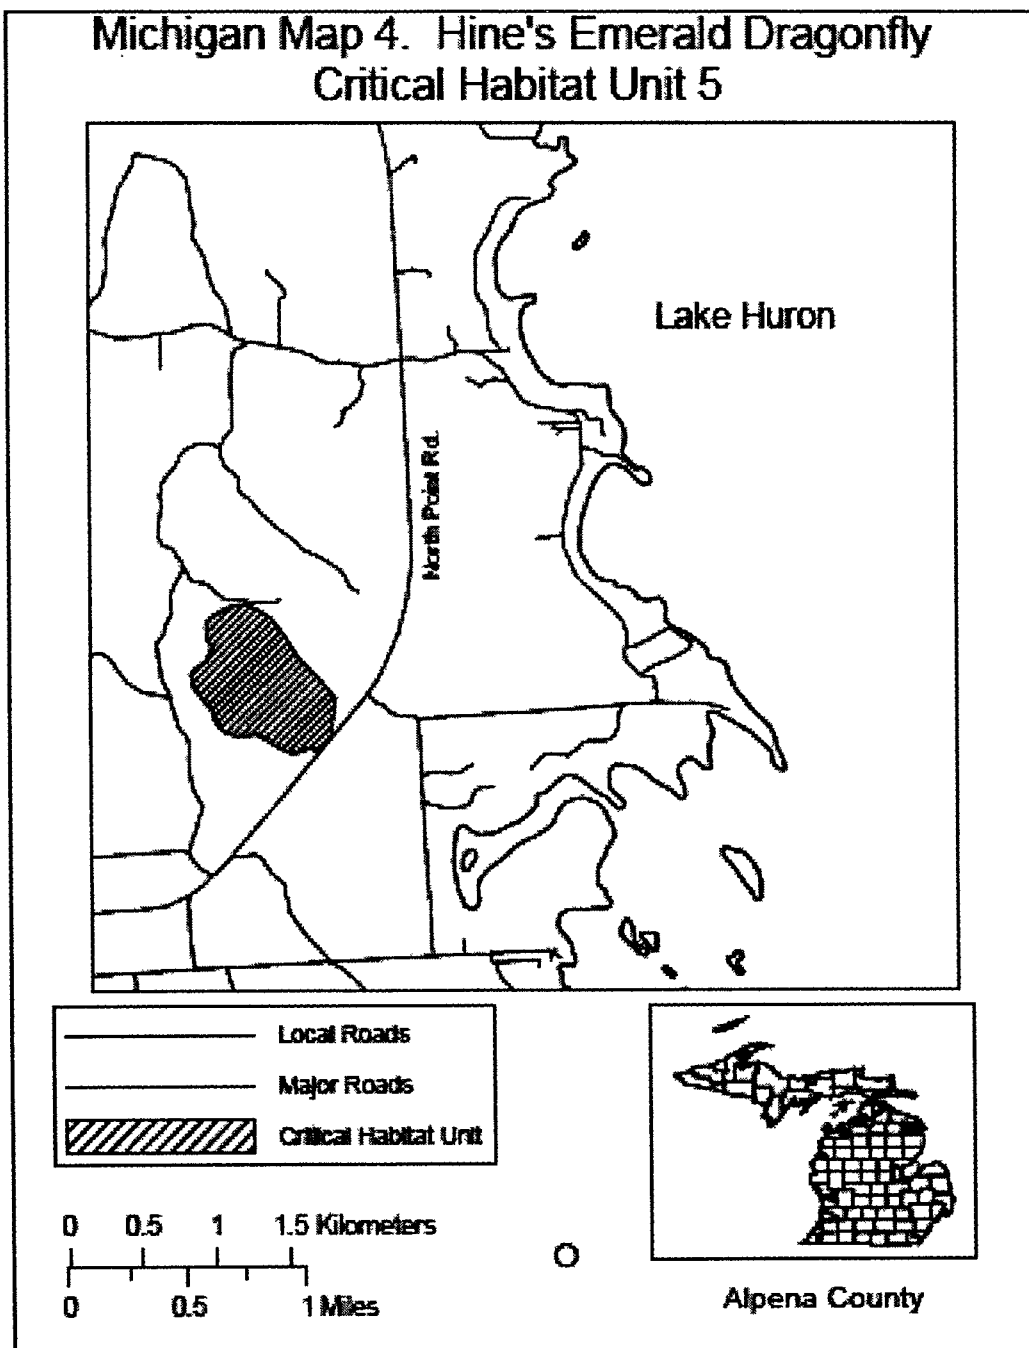 Michigan Map 4. Hine's Emerald Dragonfly
Critical Habitat Unit 5
Lake Huron
North Point Rd.
Local Roads
Major Roads
Critical Habitat Unit
0 0.5 1 1.5 Kilometers
0 0.5 1 Miles
Alpena County